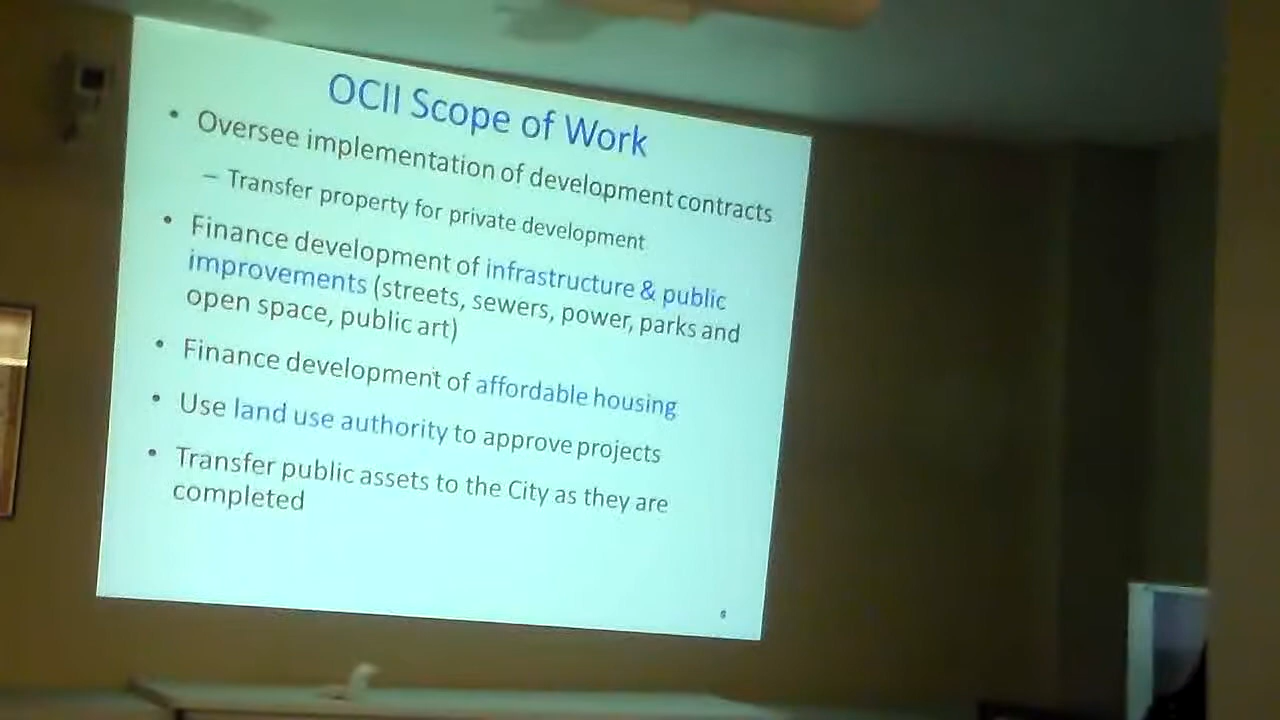 OCII Scope of Work
• Oversee implementation of development contracts
– Transfer property for private development
• Finance development of infrastructure & public
improvements (streets, sewers, power, parks and
open space, public art)
• Finance development of affordable housing
• Use land use authority to approve projects
• Transfer public assets to the City as they are
completed